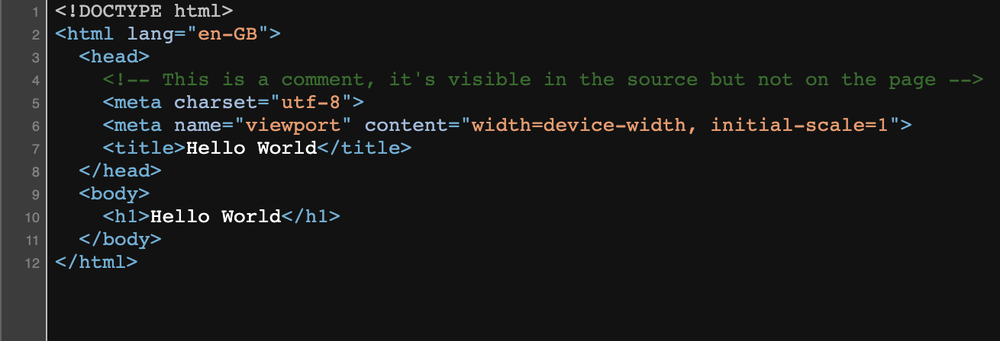 1 <!DOCTYPE html>
2 <html lang="en-GB">
3   <head>
4     <!-- This is a comment, it's visible in the source but not on the page -->
5     <meta charset="utf-8">
6     <meta name="viewport" content="width=device-width, initial-scale=1">
7     <title>Hello World</title>
8   </head>
9   <body>
10     <h1>Hello World</h1>
11   </body>
12 </html>